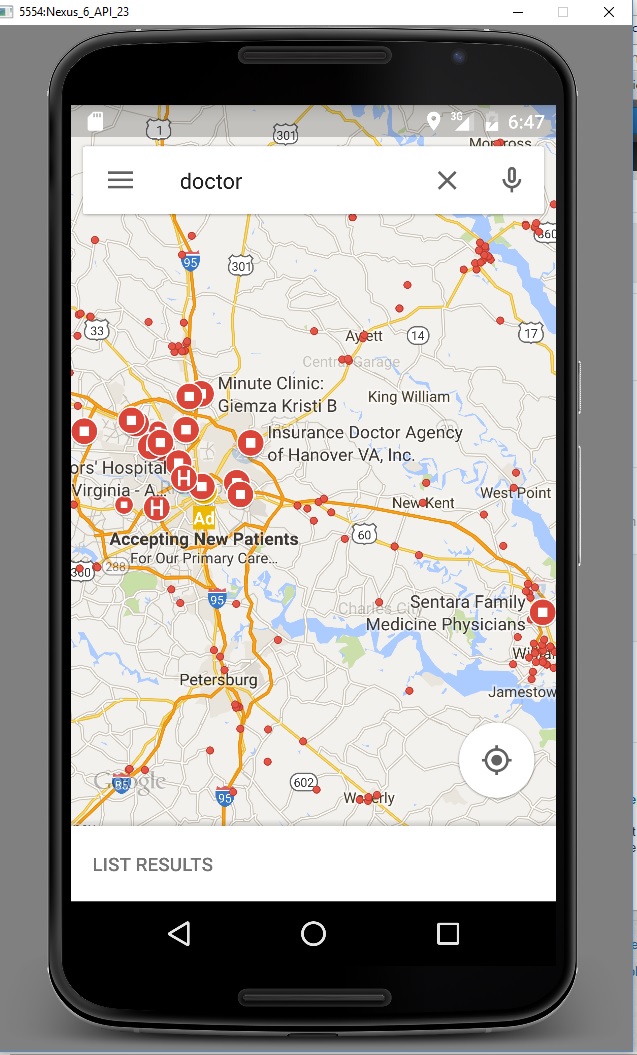 5554:Nexus_6_API_23
3G
6:47
1
301
Montross
doctor
360
95
301
33
17
14
Aylett
Central Garage
Minute Clinic:
Giemza Kristi B
King William
Insurance Doctor Agency
of Hanover VA, Inc.
ors' Hospital
Virginia - A...
H
H
West Point
New Kent
Ad
Accepting New Patients
For Our Primary Care...
60
360
288
95
Charles City
Sentara Family
Medicine Physicians
Petersburg
Jamestow
Google
85
95
602
Waverly
LIST RESULTS